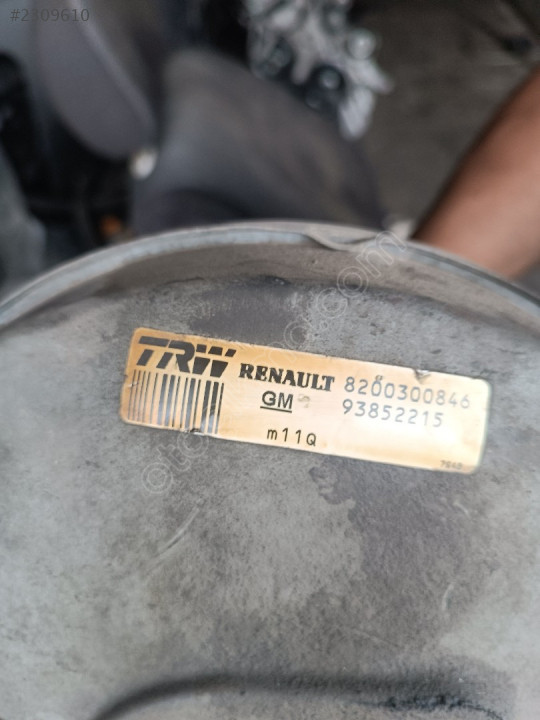 #2309610
TRW RENAULT 8200300846
GM 93852215
m11Q